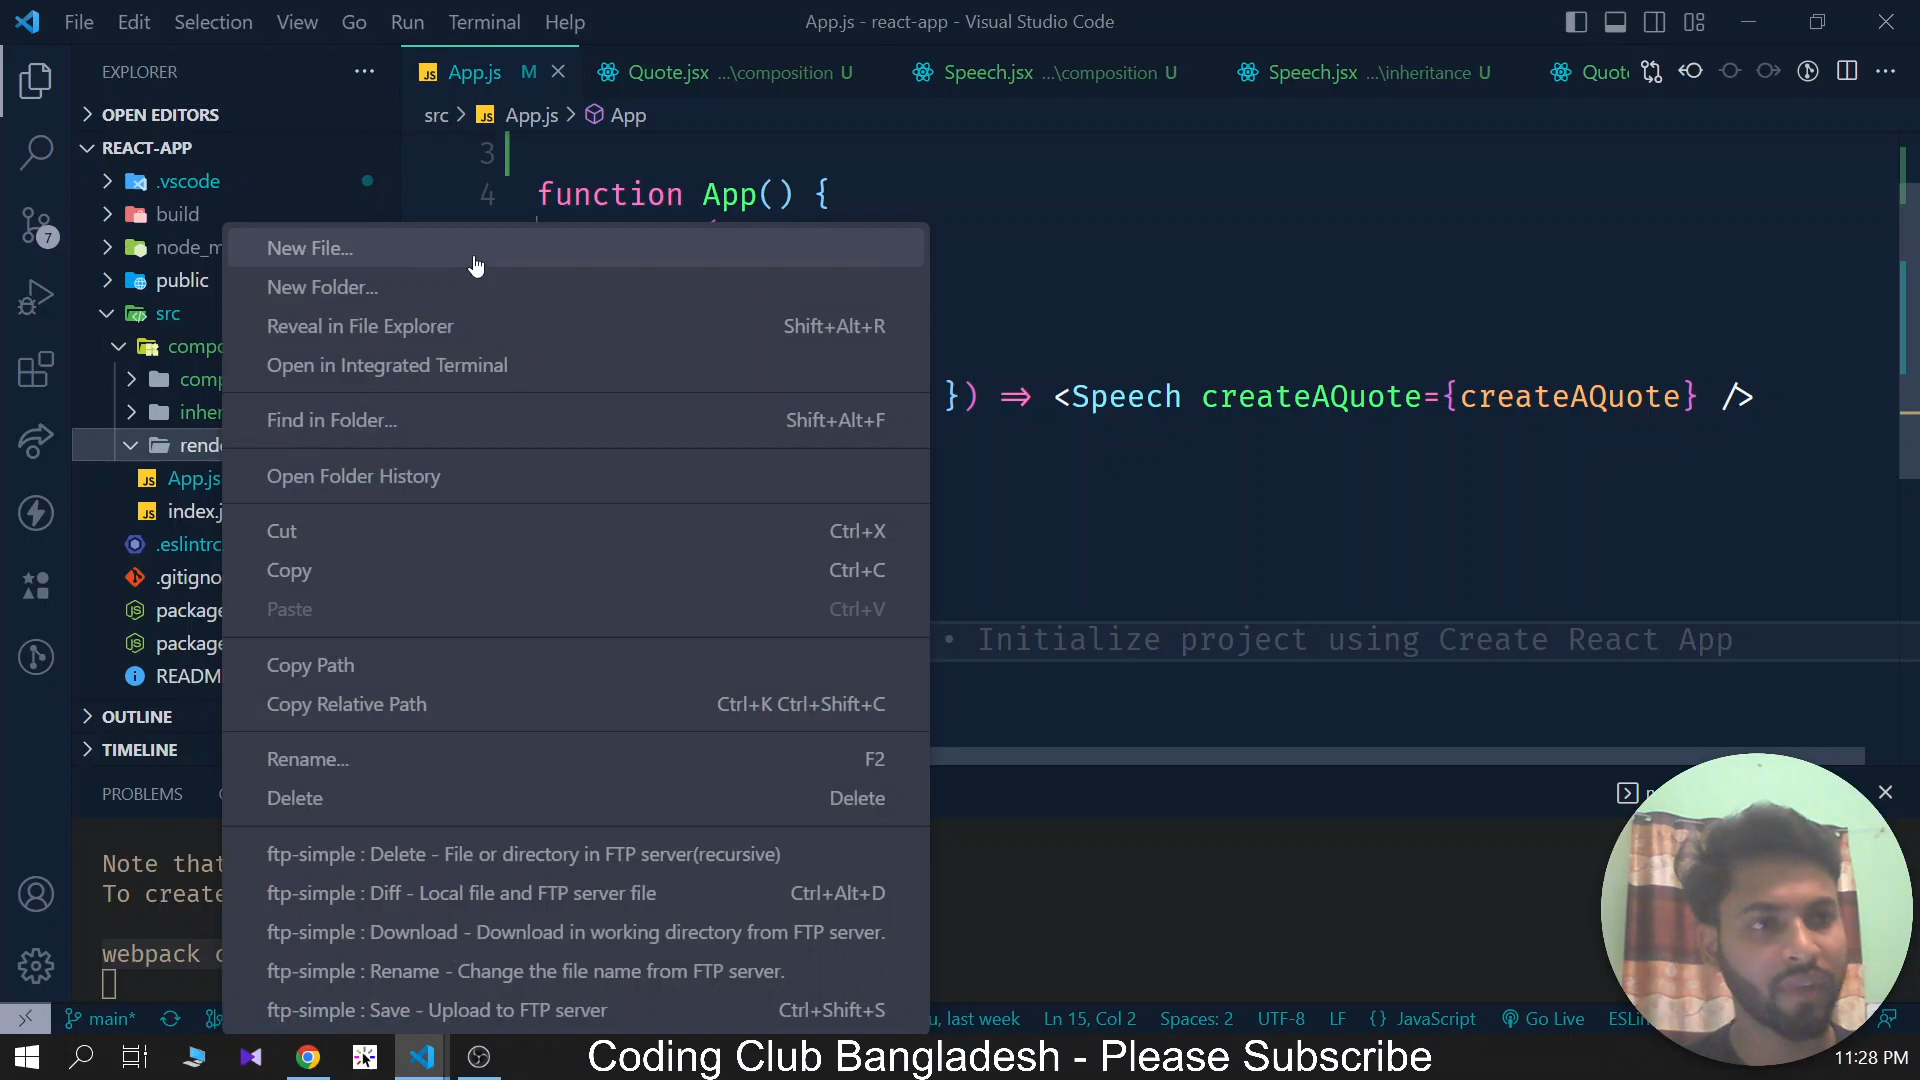 File Edit Selection View Go Run Terminal Help
App.js - react-app - Visual Studio Code
EXPLORER
OPEN EDITORS
REACT-APP
.vscode
build
public
src
App.js
.eslintrc
README
OUTLINE
TIMELINE
PROBLEMS
7
App.js M
Quote.jsx ...\composition U
Speech.jsx ...\composition U
Speech.jsx ...\inheritance U
src > App.js > App
3
4 function App() {
}) => <Speech createAQuote={createAQuote} />
• Initialize project using Create React App
New File...
New Folder...
Reveal in File Explorer Shift+Alt+R
Open in Integrated Terminal
Find in Folder... Shift+Alt+F
Open Folder History
Cut Ctrl+X
Copy Ctrl+C
Paste Ctrl+V
Copy Path
Copy Relative Path Ctrl+K Ctrl+Shift+C
Rename... F2
Delete Delete
ftp-simple : Delete - File or directory in FTP server(recursive)
ftp-simple : Diff - Local file and FTP server file Ctrl+Alt+D
ftp-simple : Download - Download in working directory from FTP server.
ftp-simple : Rename - Change the file name from FTP server.
ftp-simple : Save - Upload to FTP server Ctrl+Shift+S
Note that
To create
webpack
main* last week Ln 15, Col 2 Spaces: 2 UTF-8 LF {} JavaScript Go Live
Coding Club Bangladesh - Please Subscribe
11:28 PM